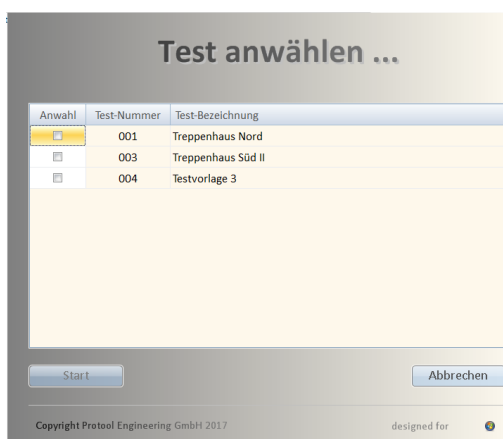 Test anwählen ...
Anwahl Test-Nummer Test-Bezeichnung
001 Treppenhaus Nord
003 Treppenhaus Süd II
004 Testvorlage 3
Start Abbrechen
Copyright Protool Engineering GmbH 2017 designed for